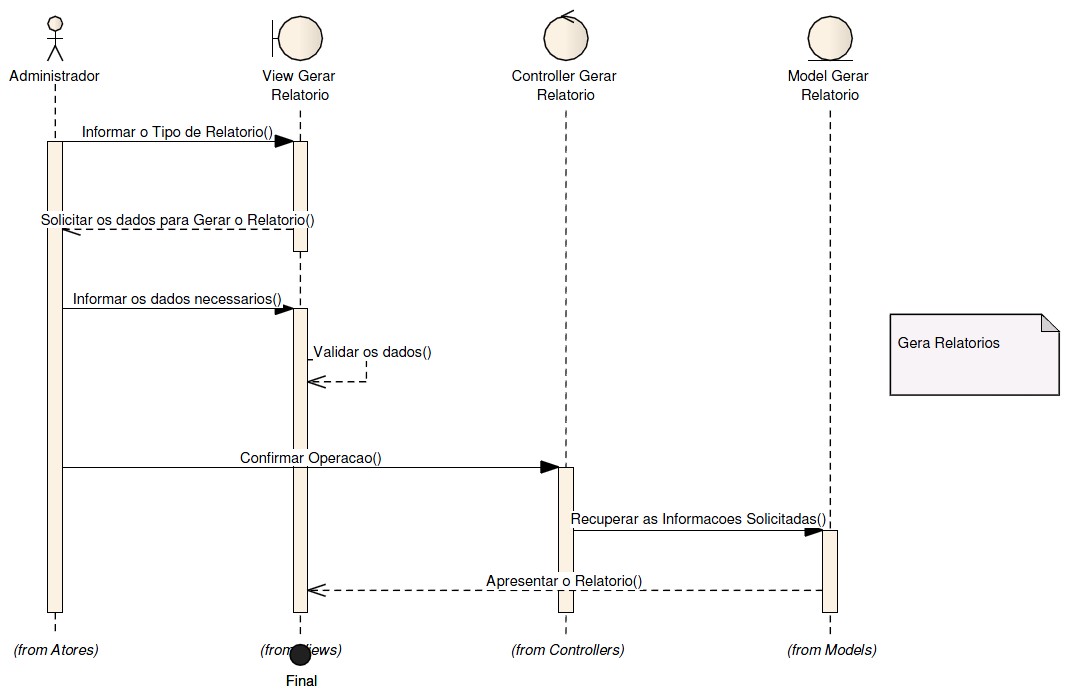 Administrador
View Gerar
Relatorio
Controller Gerar
Relatorio
Model Gerar
Relatorio
Informar o Tipo de Relatorio()
Solicitar os dados para Gerar o Relatorio()
Informar os dados necessarios()
Gera Relatorios
Validar os dados()
Confirmar Operacao()
Recuperar as Informacoes Solicitadas()
Apresentar o Relatorio()
(from Atores)
(from Views)
(from Controllers)
(from Models)
Final